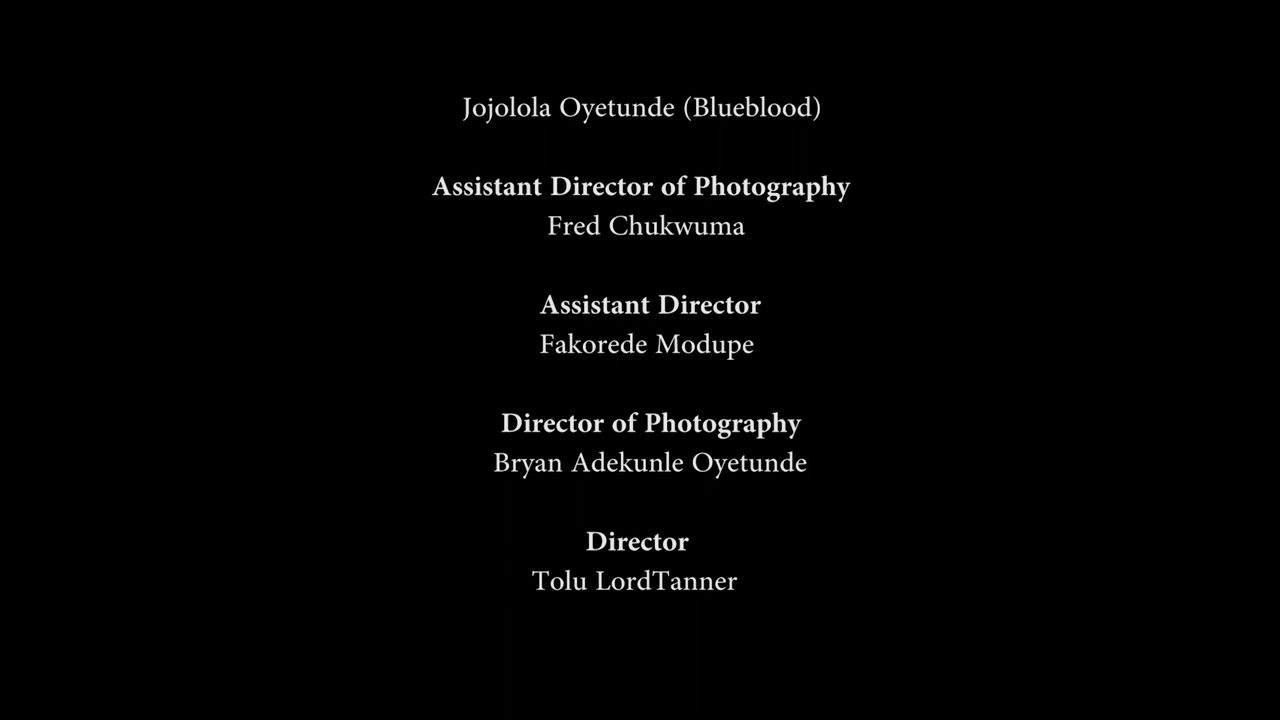 Jojolola Oyetunde (Blueblood)
Assistant Director of Photography
Fred Chukwuma
Assistant Director
Fakorede Modupe
Director of Photography
Bryan Adekunle Oyetunde
Director
Tolu LordTanner